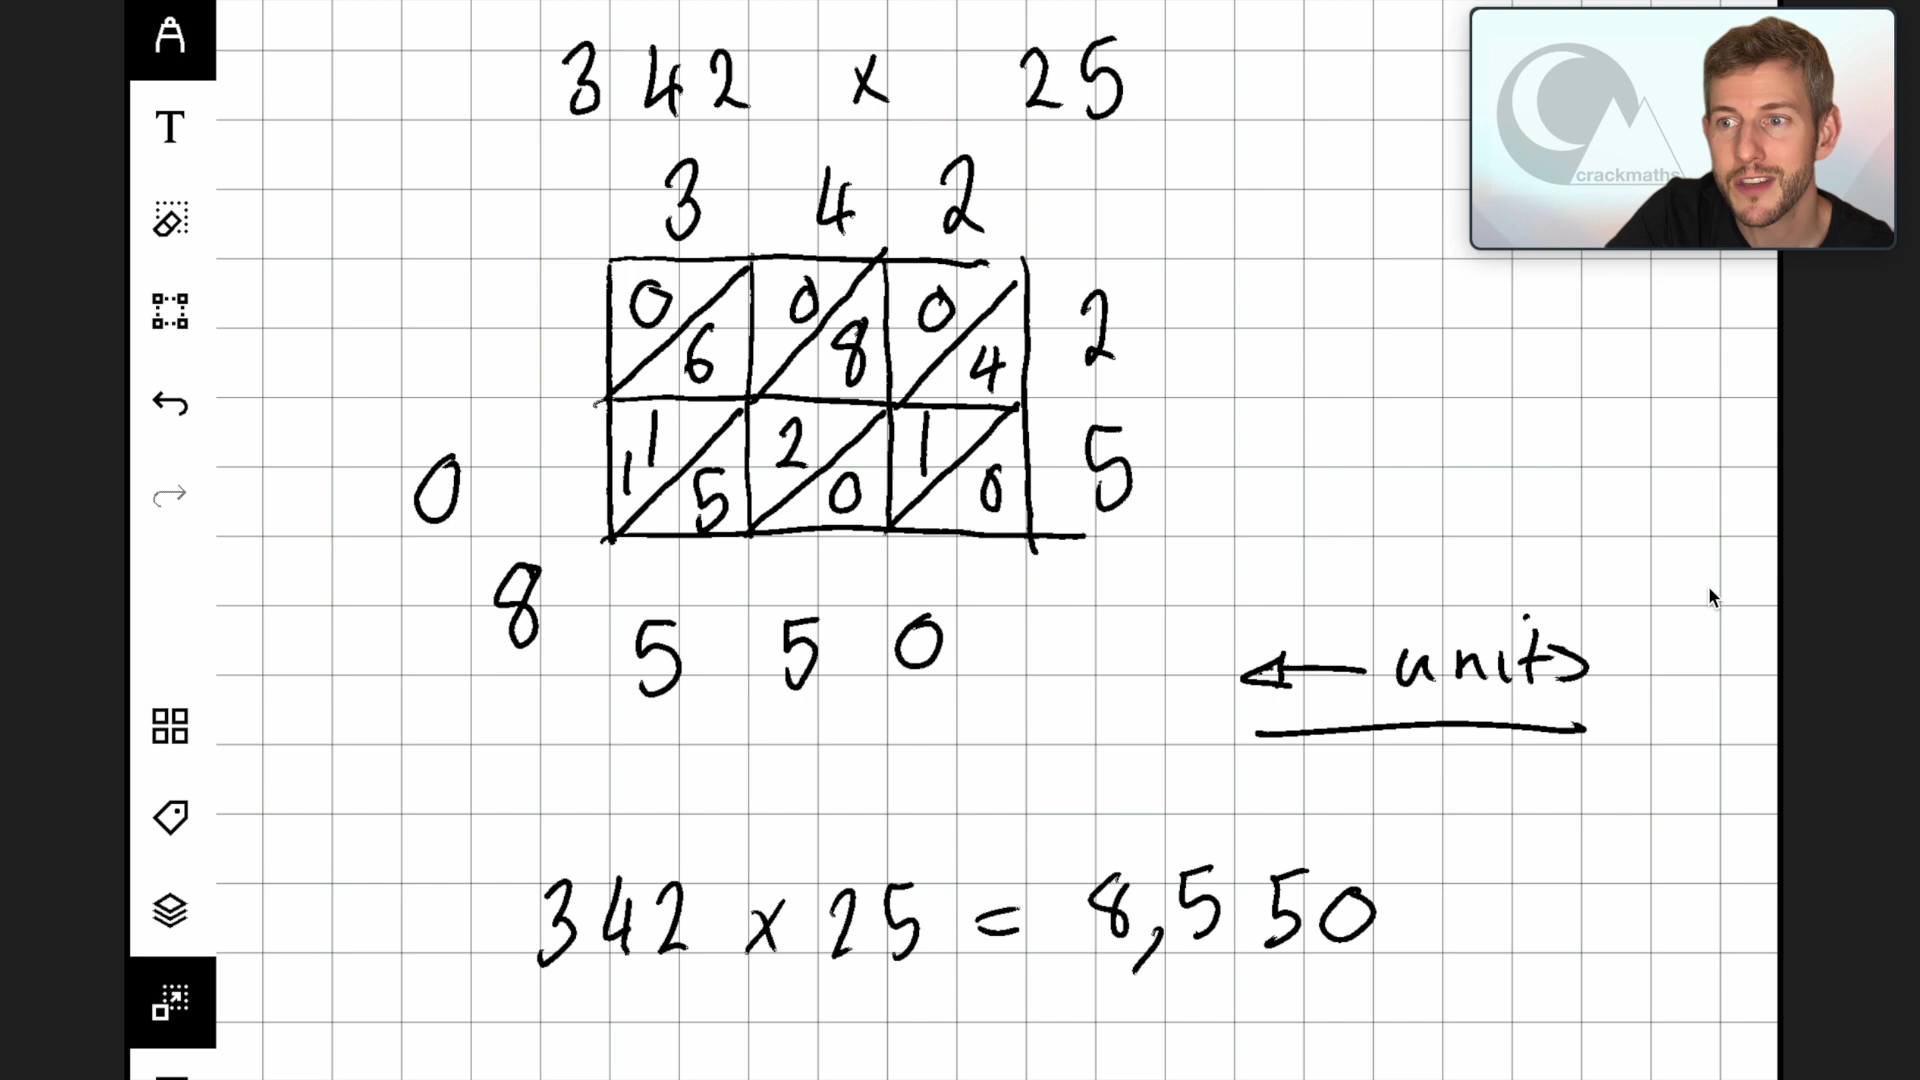 342 x 25
3 4 2
0 0 0 2
6 8 4
1 2 1 5
0 1 5 0 0
8 5 5 0
← units
342 x 25 = 8,550
T
crackmaths